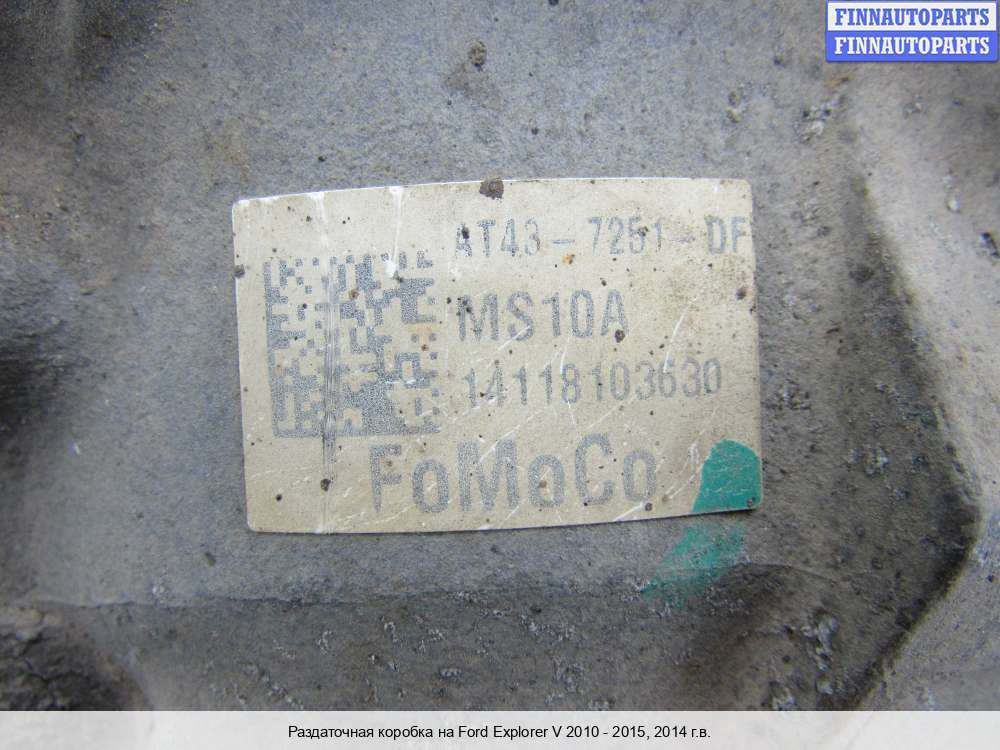 FINNAUTOPARTS
FINNAUTOPARTS
AT43-7251-DF
MS10A
14118103630
FoMoCo
Раздаточная коробка на Ford Explorer V 2010 - 2015, 2014 г.в.